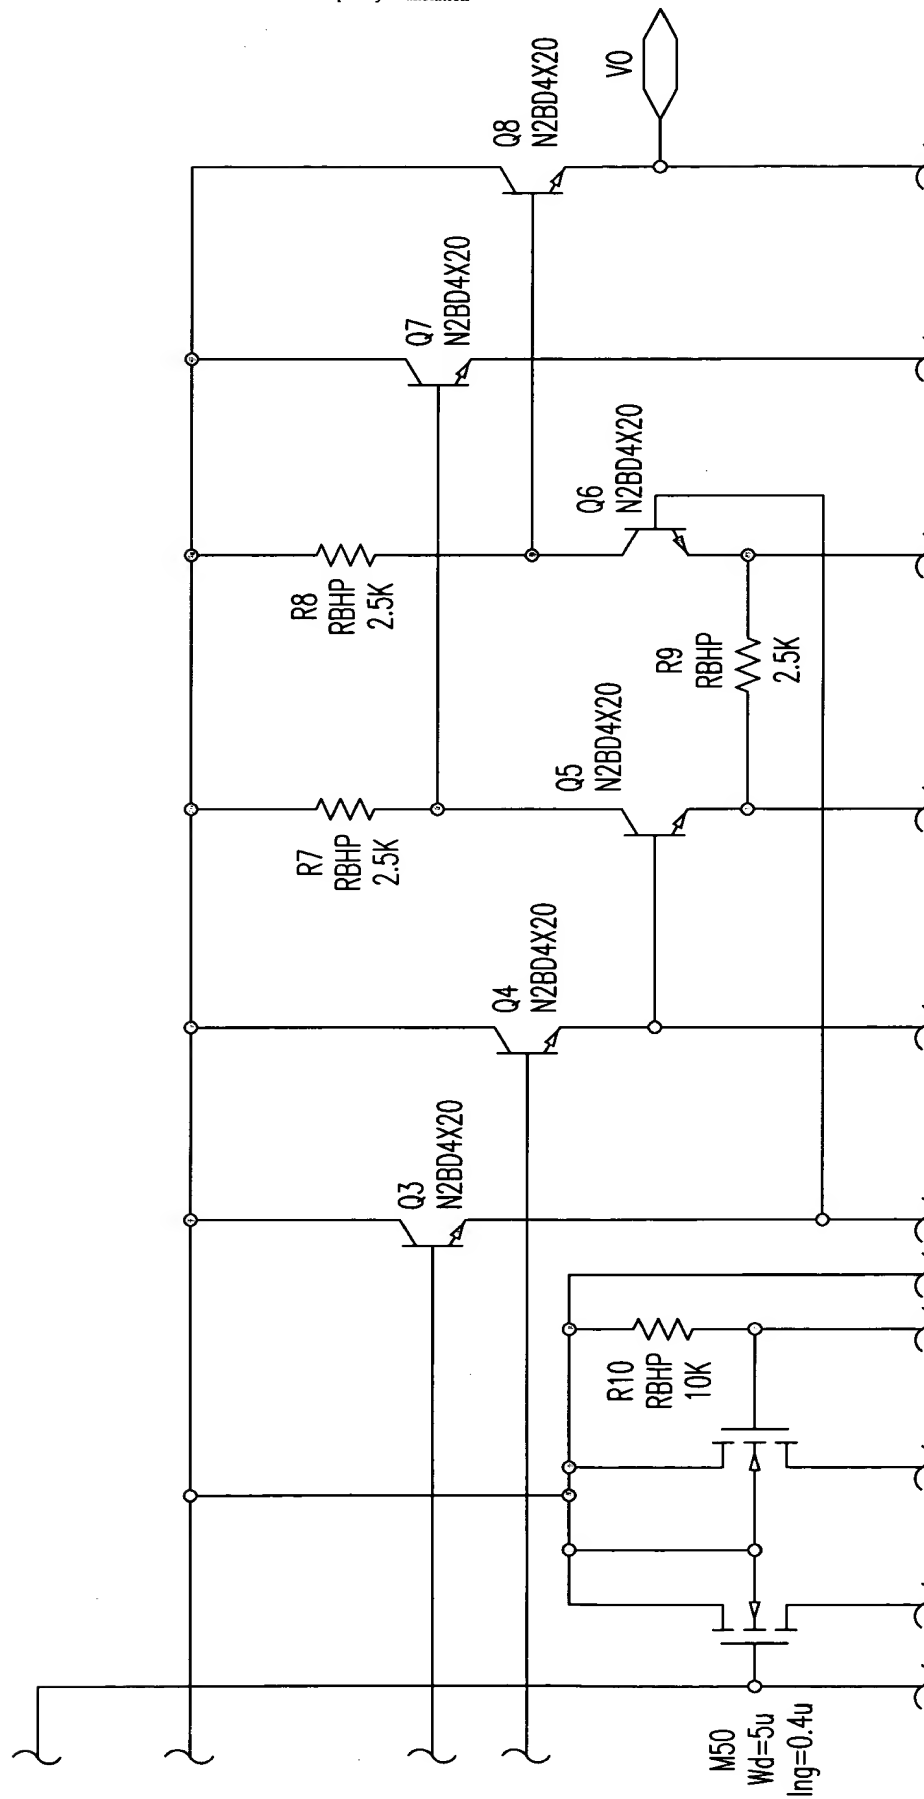 V0
Q8
N2BD4X20
Q7
N2BD4X20
Q6
N2BD4X20
R8
RBHP
2.5K
R9
RBHP
2.5K
Q5
N2BD4X20
R7
RBHP
2.5K
Q4
N2BD4X20
Q3
N2BD4X20
R10
RBHP
10K
M50
Wd=5u
lng=0.4u